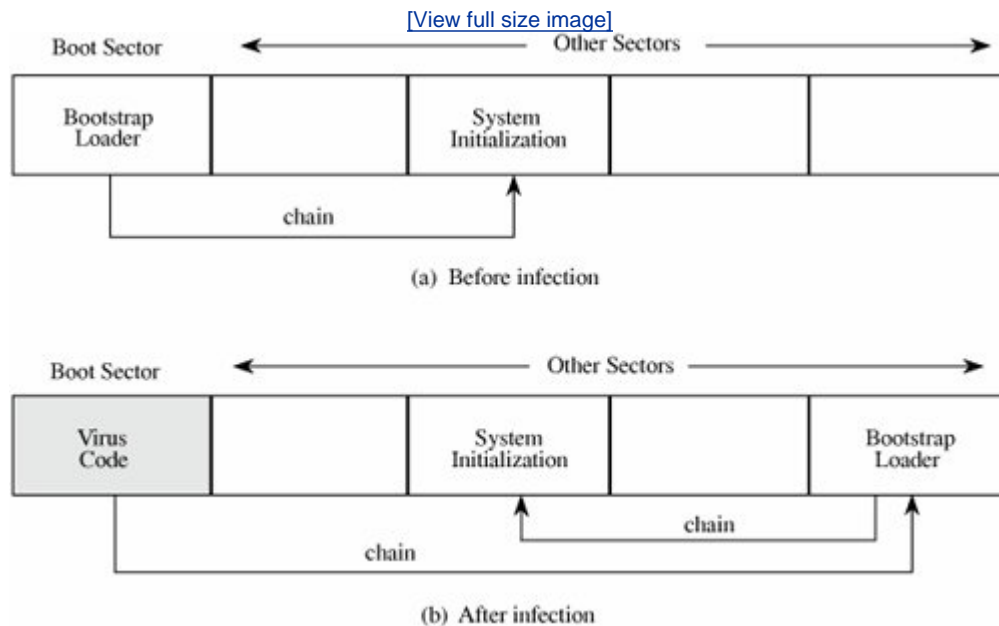 [View full size image]
Boot Sector
Other Sectors
Bootstrap
Loader
System
Initialization
chain
(a) Before infection
Boot Sector
Other Sectors
Virus
Code
System
Initialization
Bootstrap
Loader
chain
chain
(b) After infection